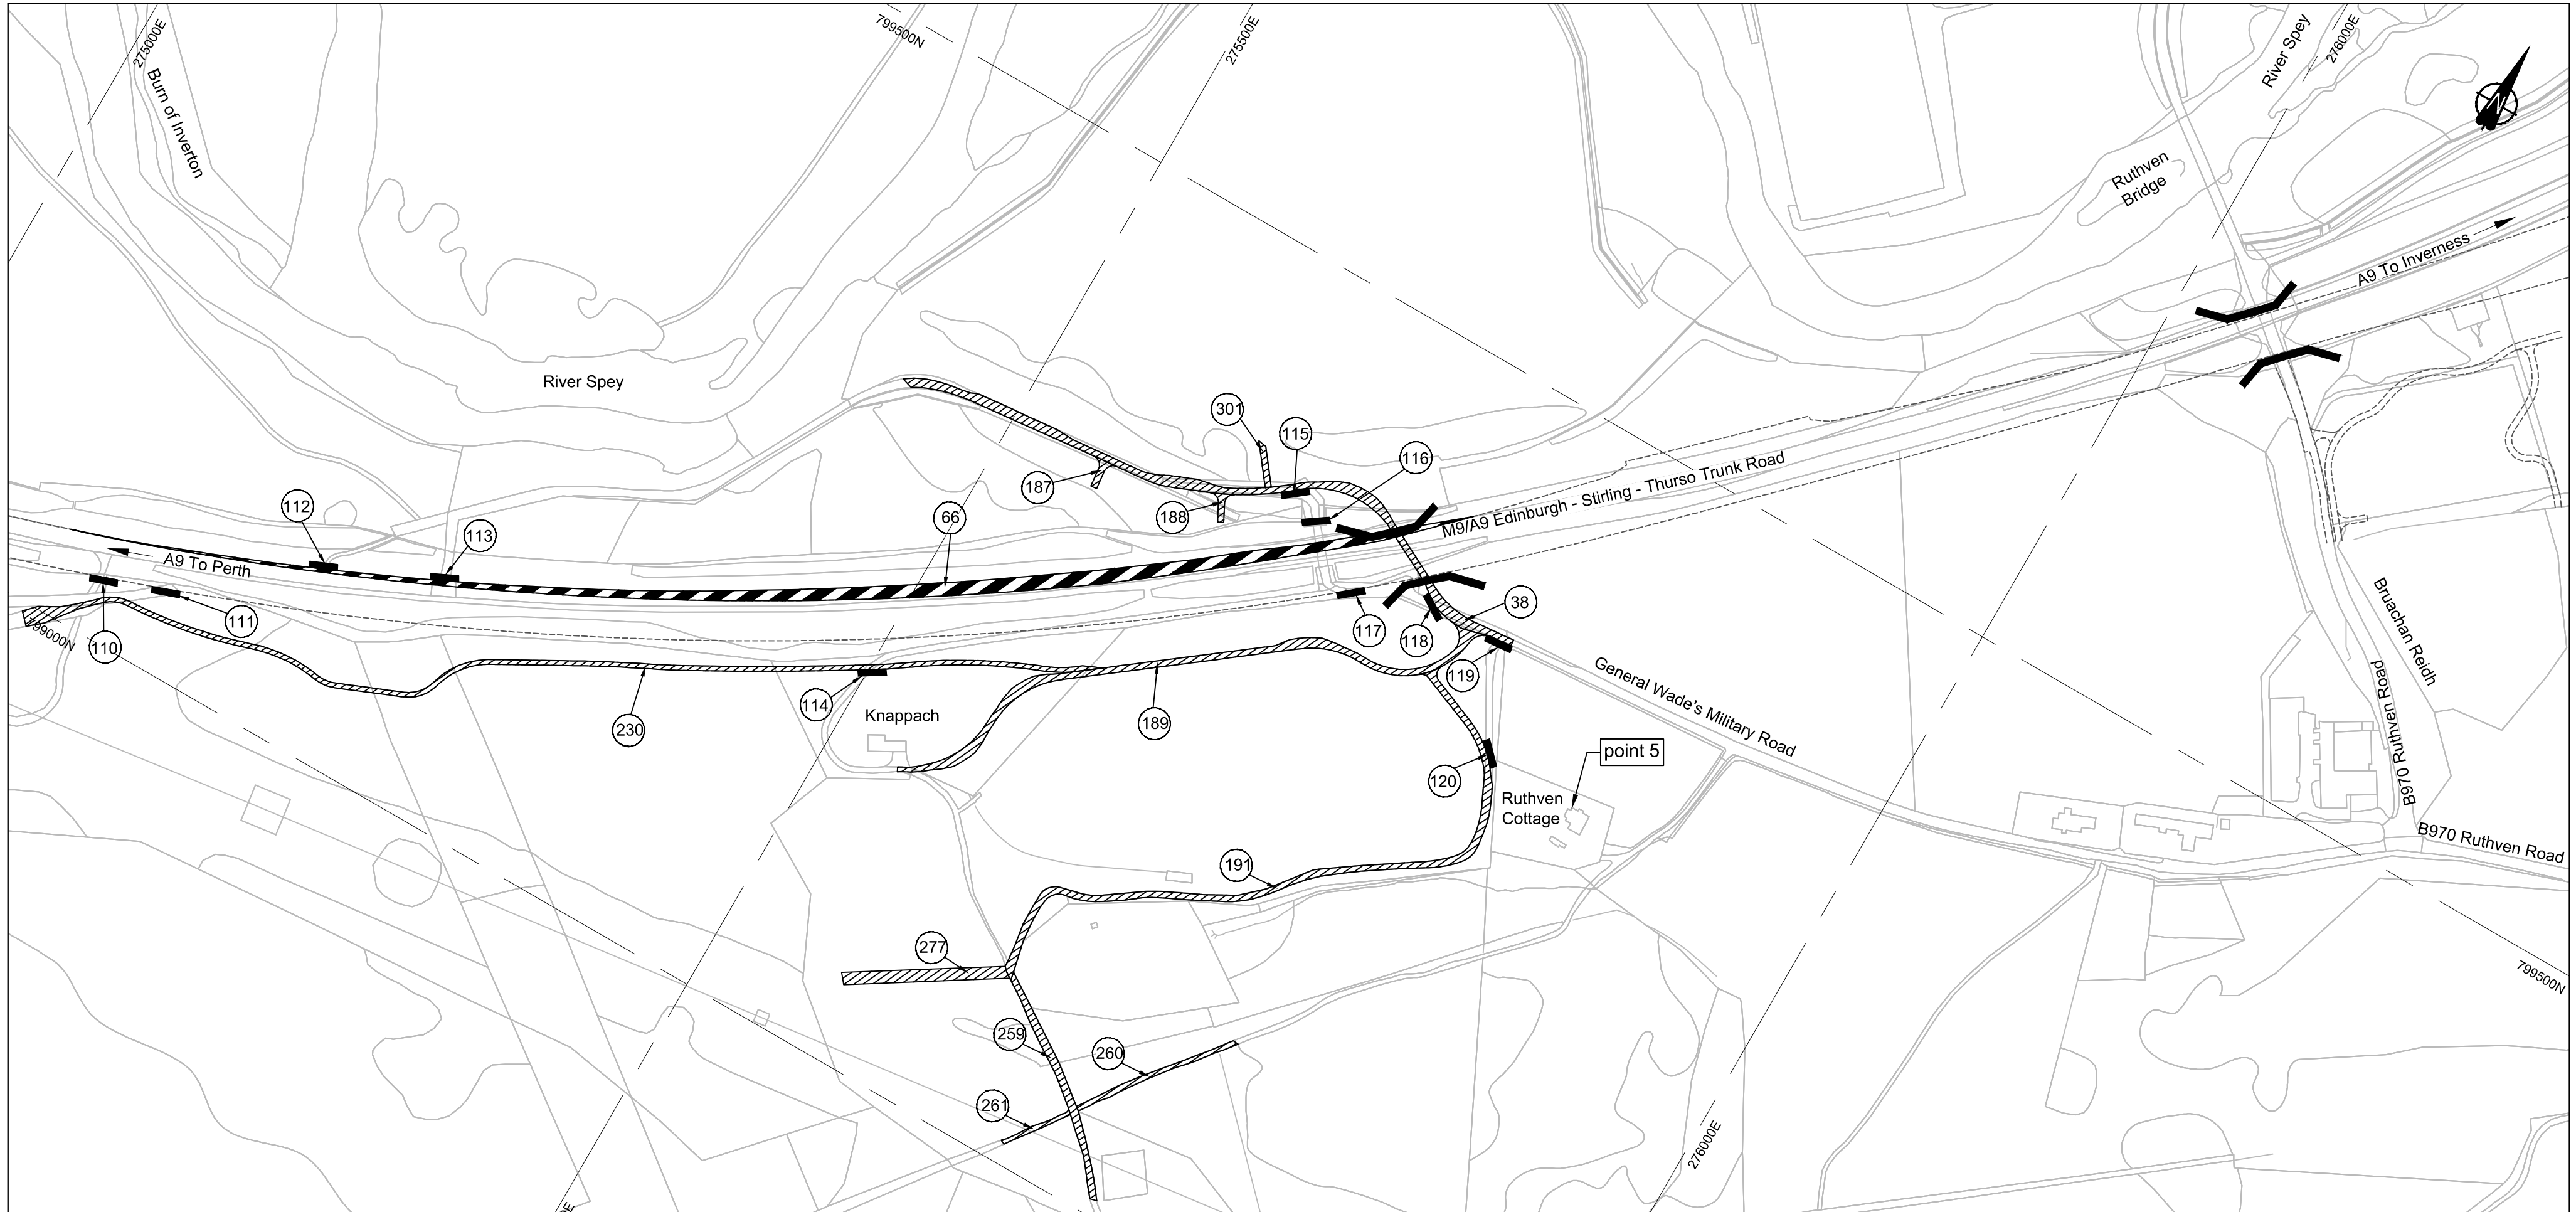 275000E
799500N
275500E
River Spey
276000E
Burn of Inverton
N
Ruthven
Bridge
A9 To Inverness
River Spey
301
115
116
187
188
66
M9/A9 Edinburgh - Stirling - Thurso Trunk Road
112
113
A9 To Perth
38
110
111
117
118
119
799000N
114
Knappach
230
189
General Wade's Military Road
Bruachan Reidh
B970 Ruthven Road
point 5
120
Ruthven
Cottage
B970 Ruthven Road
191
277
799500N
259
260
261
276000E